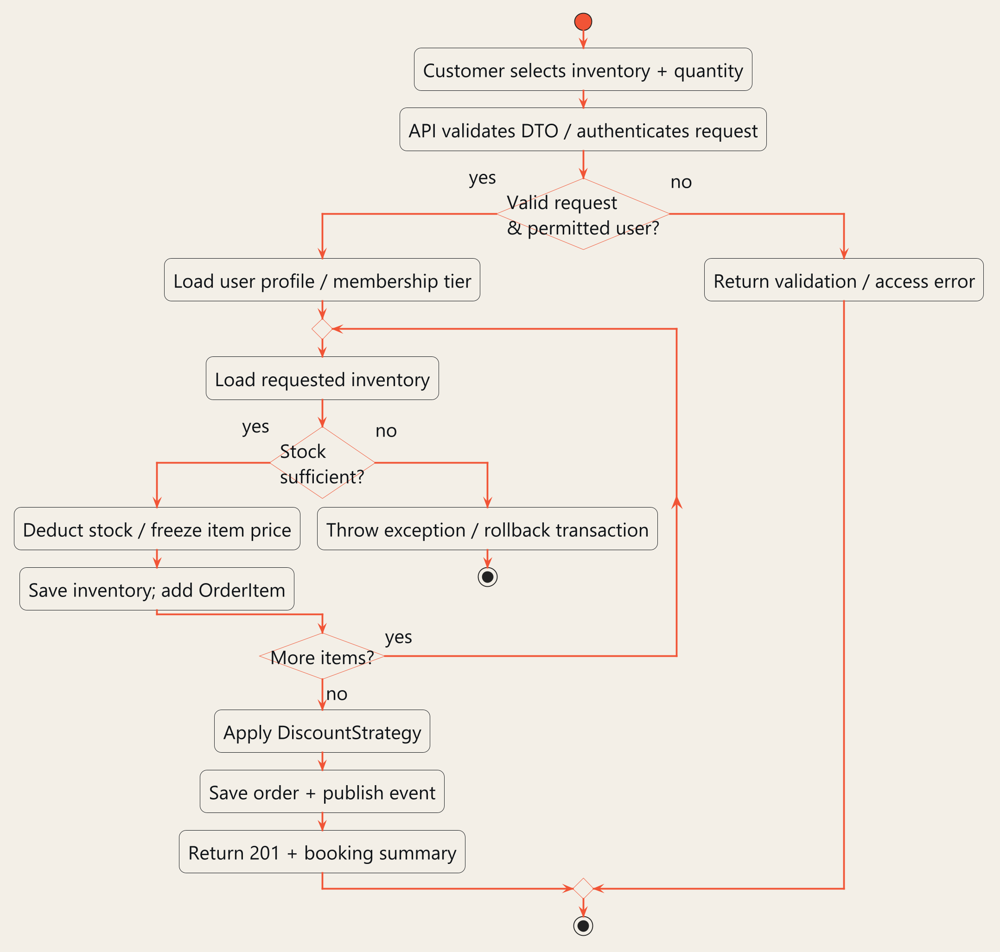 Customer selects inventory + quantity
API validates DTO / authenticates request
yes
no
Valid request
& permitted user?
Load user profile / membership tier
Return validation / access error
Load requested inventory
yes
no
Stock
sufficient?
Deduct stock / freeze item price
Throw exception / rollback transaction
Save inventory; add OrderItem
yes
More items?
no
Apply DiscountStrategy
Save order + publish event
Return 201 + booking summary